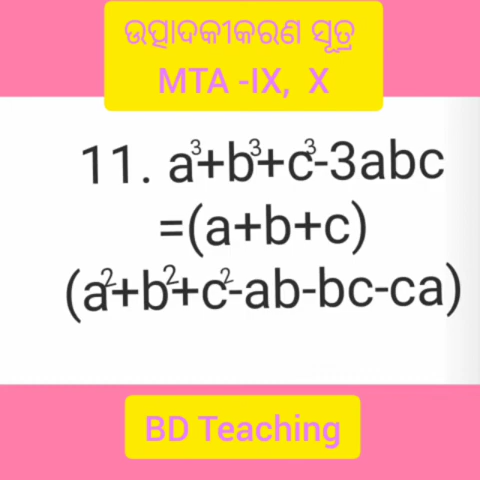 ଉତ୍ପାଦକୀକରଣ ସୂତ୍ର
MTA -IX, X
11. a³+b³+c³-3abc
=(a+b+c)
(a²+b²+c²-ab-bc-ca)
BD Teaching